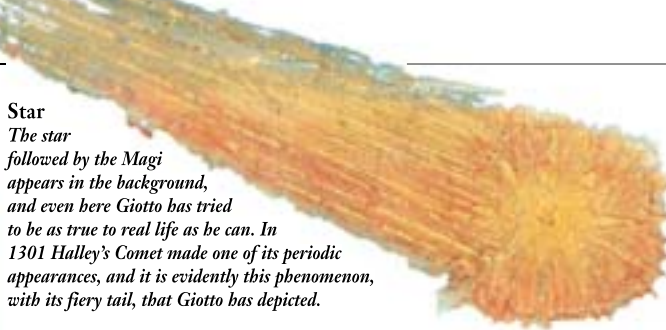 Star
The star
followed by the Magi
appears in the background,
and even here Giotto has tried
to be as true to real life as he can. In
1301 Halley's Comet made one of its periodic
appearances, and it is evidently this phenomenon,
with its fiery tail, that Giotto has depicted.